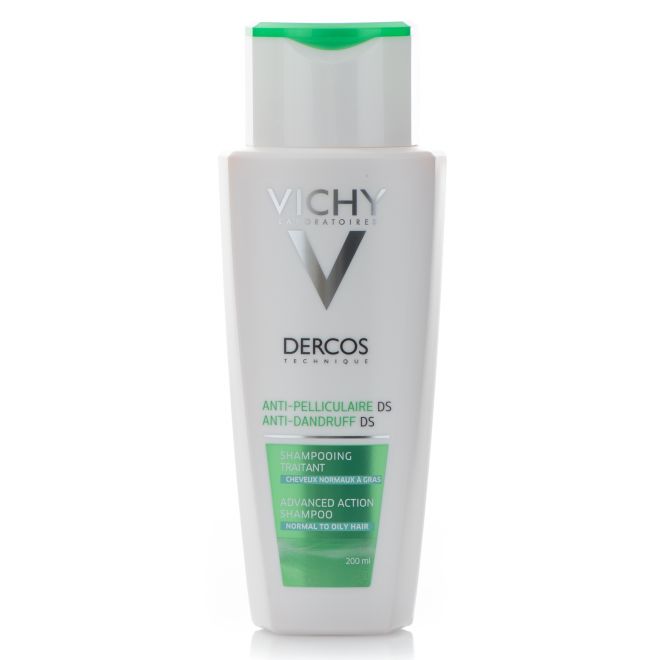 VICHY
LABORATOIRES
V
DERCOS
TECHNIQUE
ANTI-PELLICULAIRE DS
ANTI-DANDRUFF DS
SHAMPOOING
TRAITANT
CHEVEUX NORMAUX À GRAS
ADVANCED ACTION
SHAMPOO
NORMAL TO OILY HAIR
200 ml